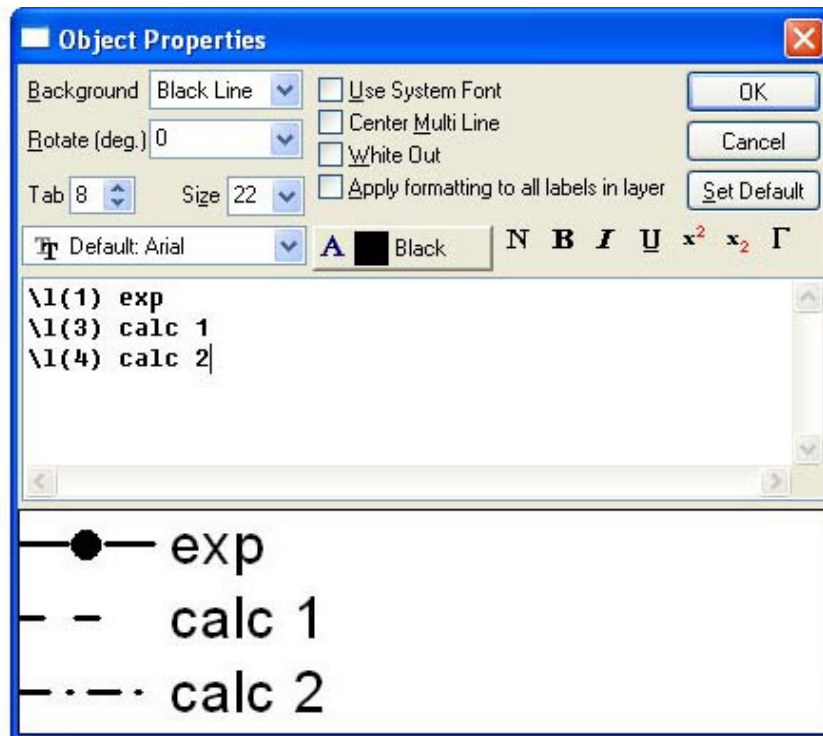 Object Properties
Background Black Line Use System Font OK
Center Multi Line
Rotate (deg.) 0 White Out Cancel
Tab 8 Size 22 Apply formatting to all labels in layer Set Default
Default: Arial A Black N B I U x² x₂ Γ
\l(1) exp
\l(3) calc 1
\l(4) calc 2
exp
calc 1
calc 2